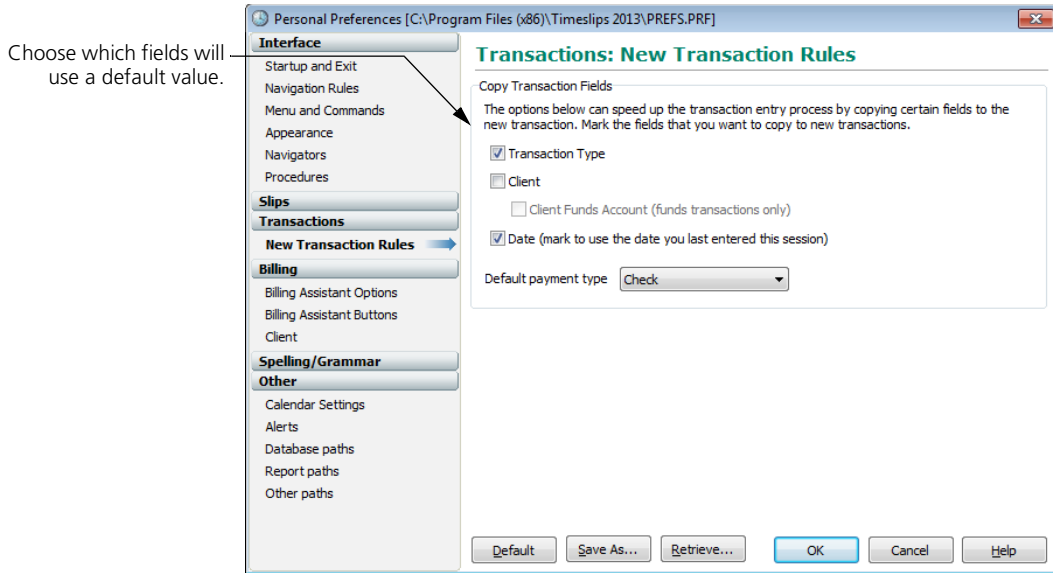 Personal Preferences [C:\Program Files (x86)\Timeslips 2013\PREFS.PRF]
Choose which fields will
use a default value.
Interface
Startup and Exit
Navigation Rules
Menu and Commands
Appearance
Navigators
Procedures
Slips
Transactions
New Transaction Rules
Billing
Billing Assistant Options
Billing Assistant Buttons
Client
Spelling/Grammar
Other
Calendar Settings
Alerts
Database paths
Report paths
Other paths
Transactions: New Transaction Rules
Copy Transaction Fields
The options below can speed up the transaction entry process by copying certain fields to the
new transaction. Mark the fields that you want to copy to new transactions.
Transaction Type
Client
Client Funds Account (funds transactions only)
Date (mark to use the date you last entered this session)
Default payment type Check
Default Save As... Retrieve... OK Cancel Help